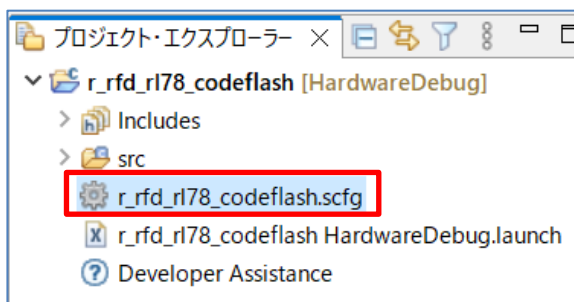 プロジェクト・エクスプローラー
r_rfd_rl78_codeflash [HardwareDebug]
Includes
src
r_rfd_rl78_codeflash.scfg
r_rfd_rl78_codeflash HardwareDebug.launch
Developer Assistance